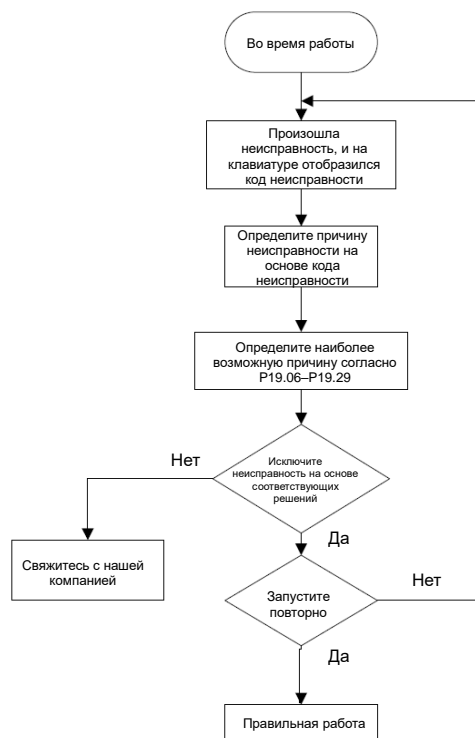 Во время работы
Произошла
неисправность, и на
клавиатуре отобразился
код неисправности
Определите причину
неисправности на
основе кода
неисправности
Определите наиболее
возможную причину согласно
P19.06–P19.29
Исключите
неисправность на основе
соответствующих
решений
Нет
Да
Свяжитесь с нашей
компанией
Запустите
повторно
Нет
Да
Правильная работа